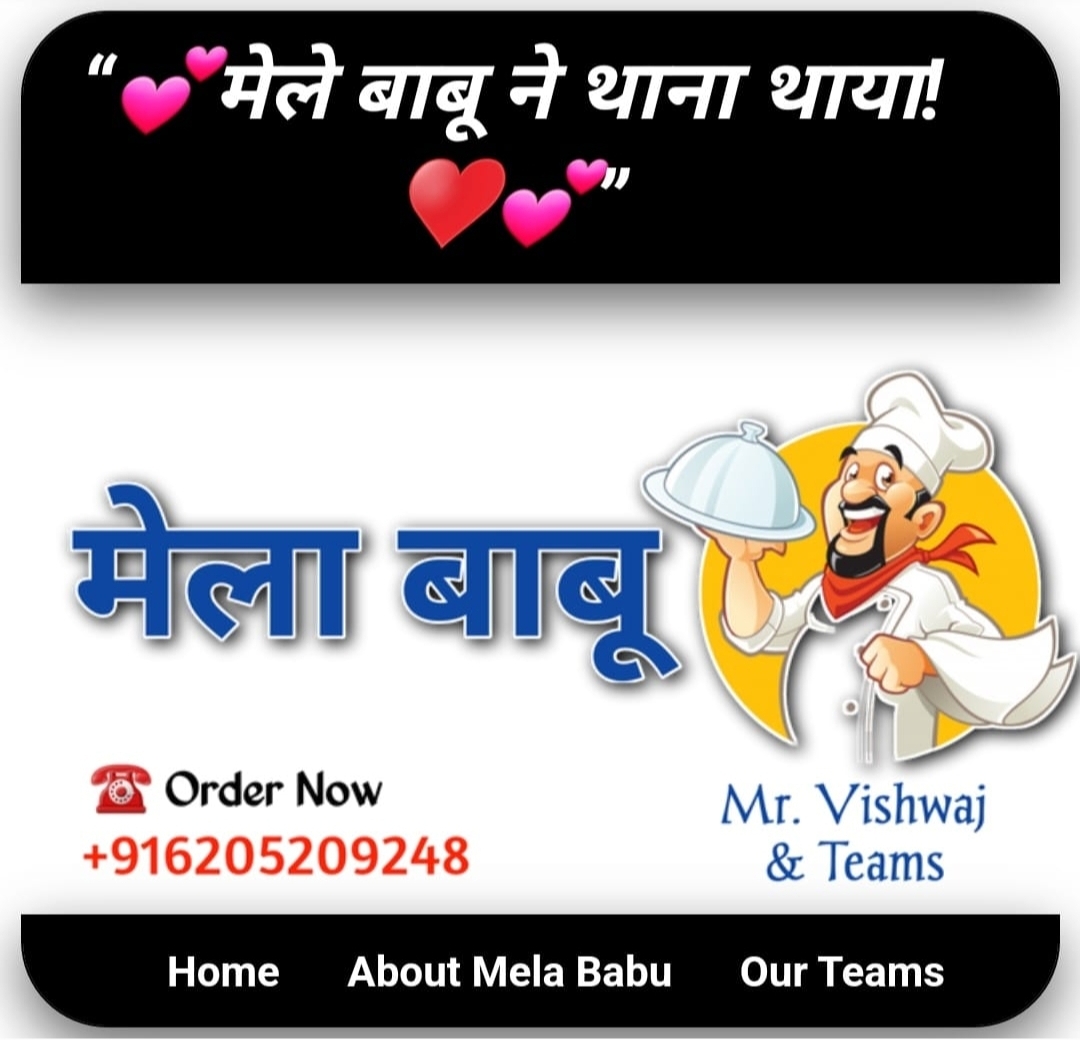 “💕मेले बाबू ने थाना थाया!
♥️💕”
मेला बाबू
☎️ Order Now
+916205209248
Mr. Vishwaj
& Teams
Home About Mela Babu Our Teams